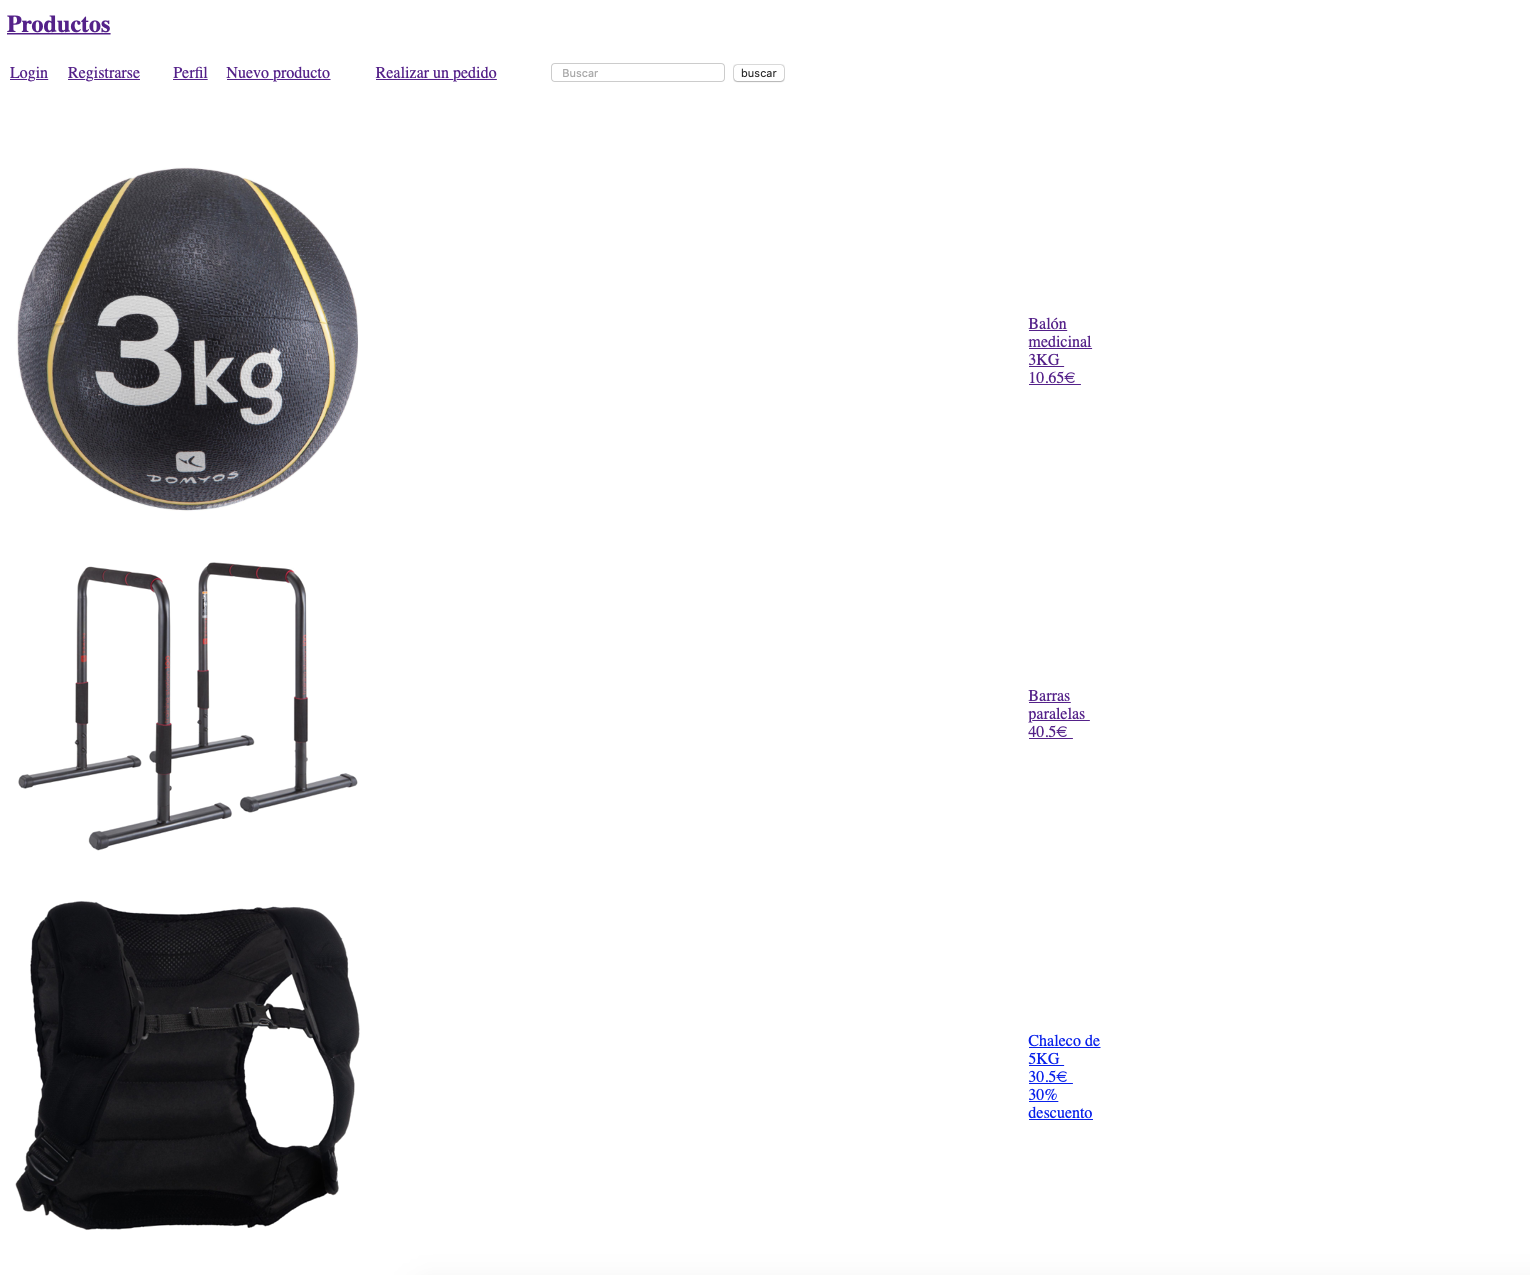 Productos
Login Registrarse Perfil Nuevo producto Realizar un pedido Buscar buscar
3kg
DOMYOS
Balón
medicinal
3KG
10.65€
Barras
paralelas
40.5€
Chaleco de
5KG
30.5€
30%
descuento